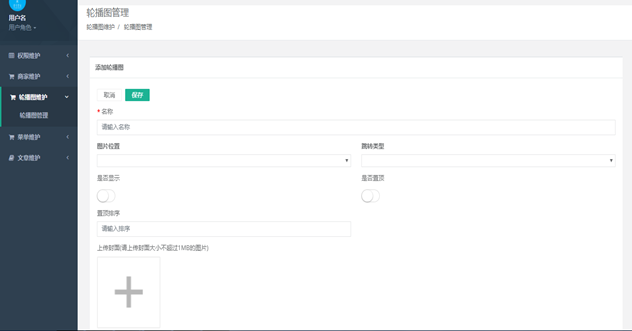 用户名
用户角色
权限维护
商家维护
轮播图维护
轮播图管理
菜单维护
文章维护
轮播图管理
轮播图维护 / 轮播图管理
添加轮播图
取消 保存
* 名称
请输入名称
图片位置 跳转类型
是否显示 是否置顶
置顶排序
请输入排序
上传封面(请上传封面大小不超过1MB的图片)